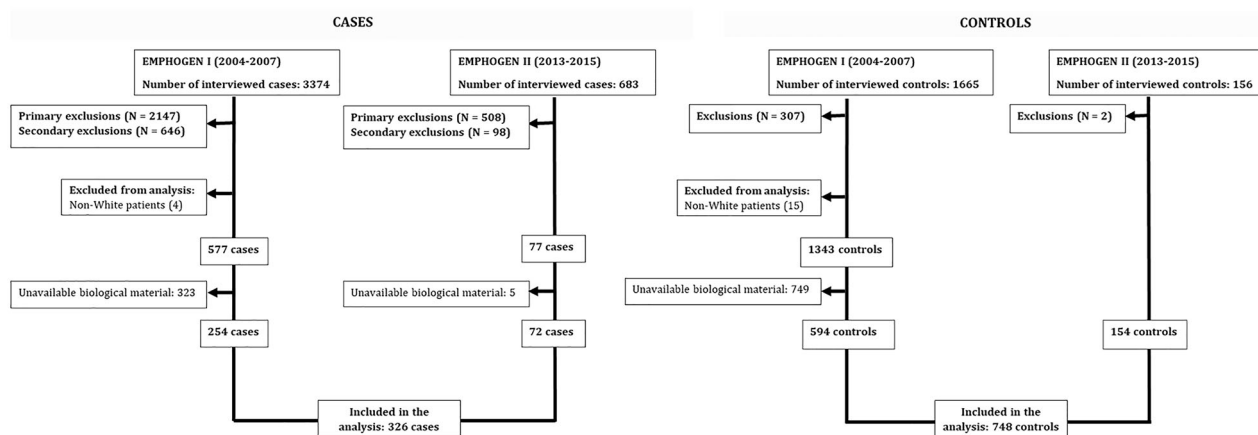 CASES
EMPHOGEN I (2004-2007)
Number of interviewed cases: 3374
Primary exclusions (N = 2147)
Secondary exclusions (N = 646)
Excluded from analysis:
Non-White patients (4)
577 cases
Unavailable biological material: 323
254 cases
EMPHOGEN II (2013-2015)
Number of interviewed cases: 683
Primary exclusions (N = 508)
Secondary exclusions (N = 98)
77 cases
Unavailable biological material: 5
72 cases
Included in the
analysis: 326 cases
CONTROLS
EMPHOGEN I (2004-2007)
Number of interviewed controls: 1665
Exclusions (N = 307)
Excluded from analysis:
Non-White patients (15)
1343 controls
Unavailable biological material: 749
594 controls
EMPHOGEN II (2013-2015)
Number of interviewed controls: 156
Exclusions (N = 2)
154 controls
Included in the
analysis: 748 controls